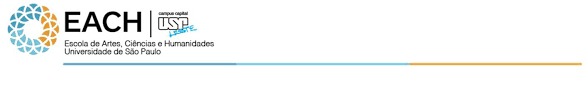 EACH
campus capital
USP
LESTE
Escola de Artes, Ciências e Humanidades
Universidade de São Paulo